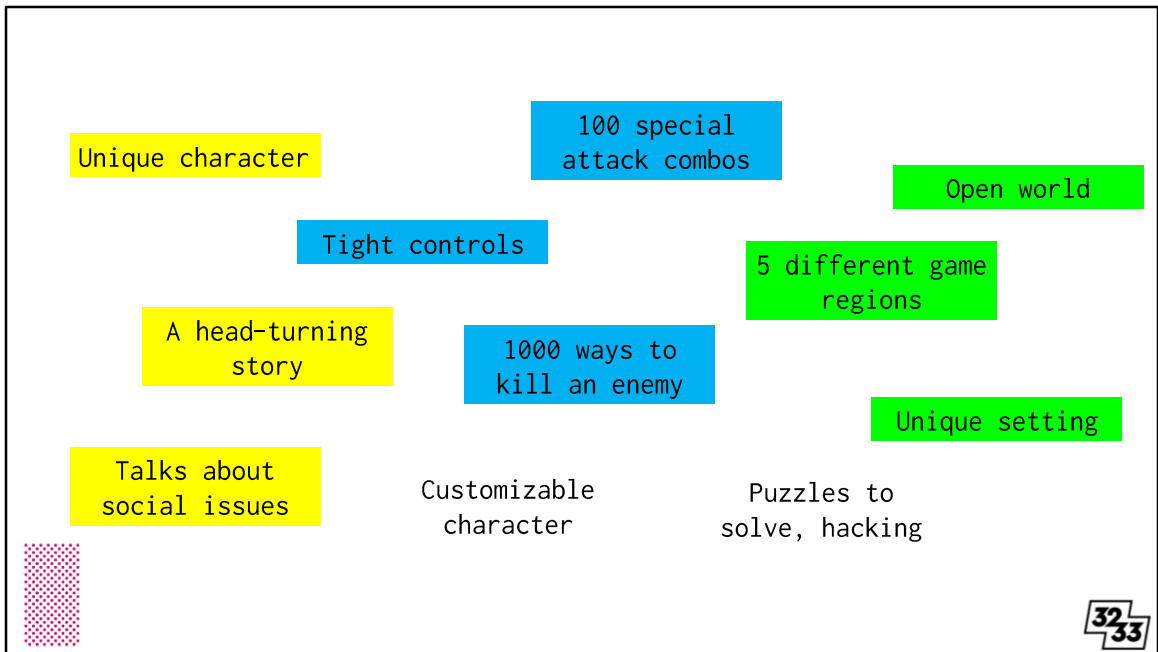 100 special
attack combos
Unique character
Open world
Tight controls
5 different game
regions
A head-turning
story
1000 ways to
kill an enemy
Unique setting
Talks about
social issues
Customizable
character
Puzzles to
solve, hacking
32
33